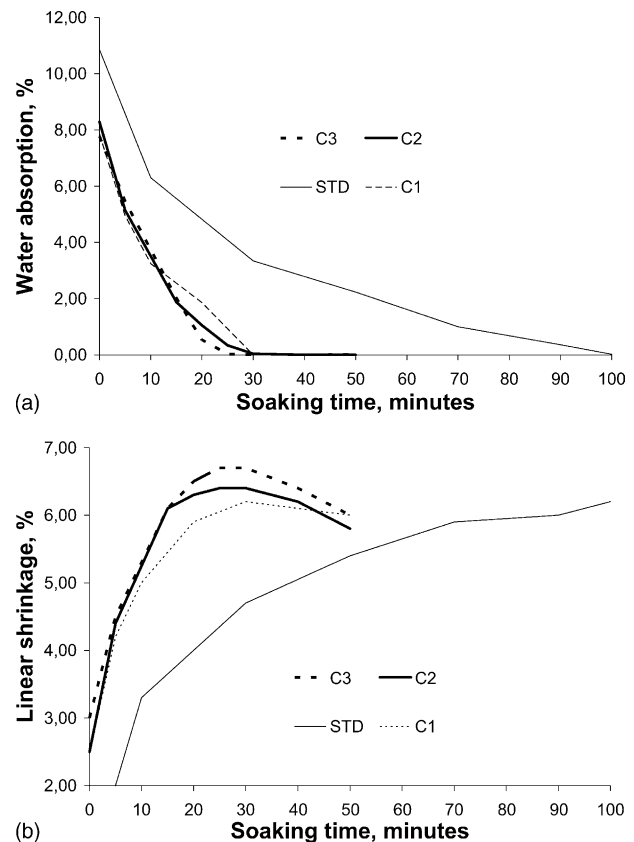 12,00
10,00
8,00
6,00
4,00
2,00
0,00
Water absorption, %
C3 C2
STD C1
0 10 20 30 40 50 60 70 80 90 100
(a) Soaking time, minutes
7,00
6,00
5,00
4,00
3,00
2,00
Linear shrinkage, %
C3 C2
STD C1
0 10 20 30 40 50 60 70 80 90 100
(b) Soaking time, minutes